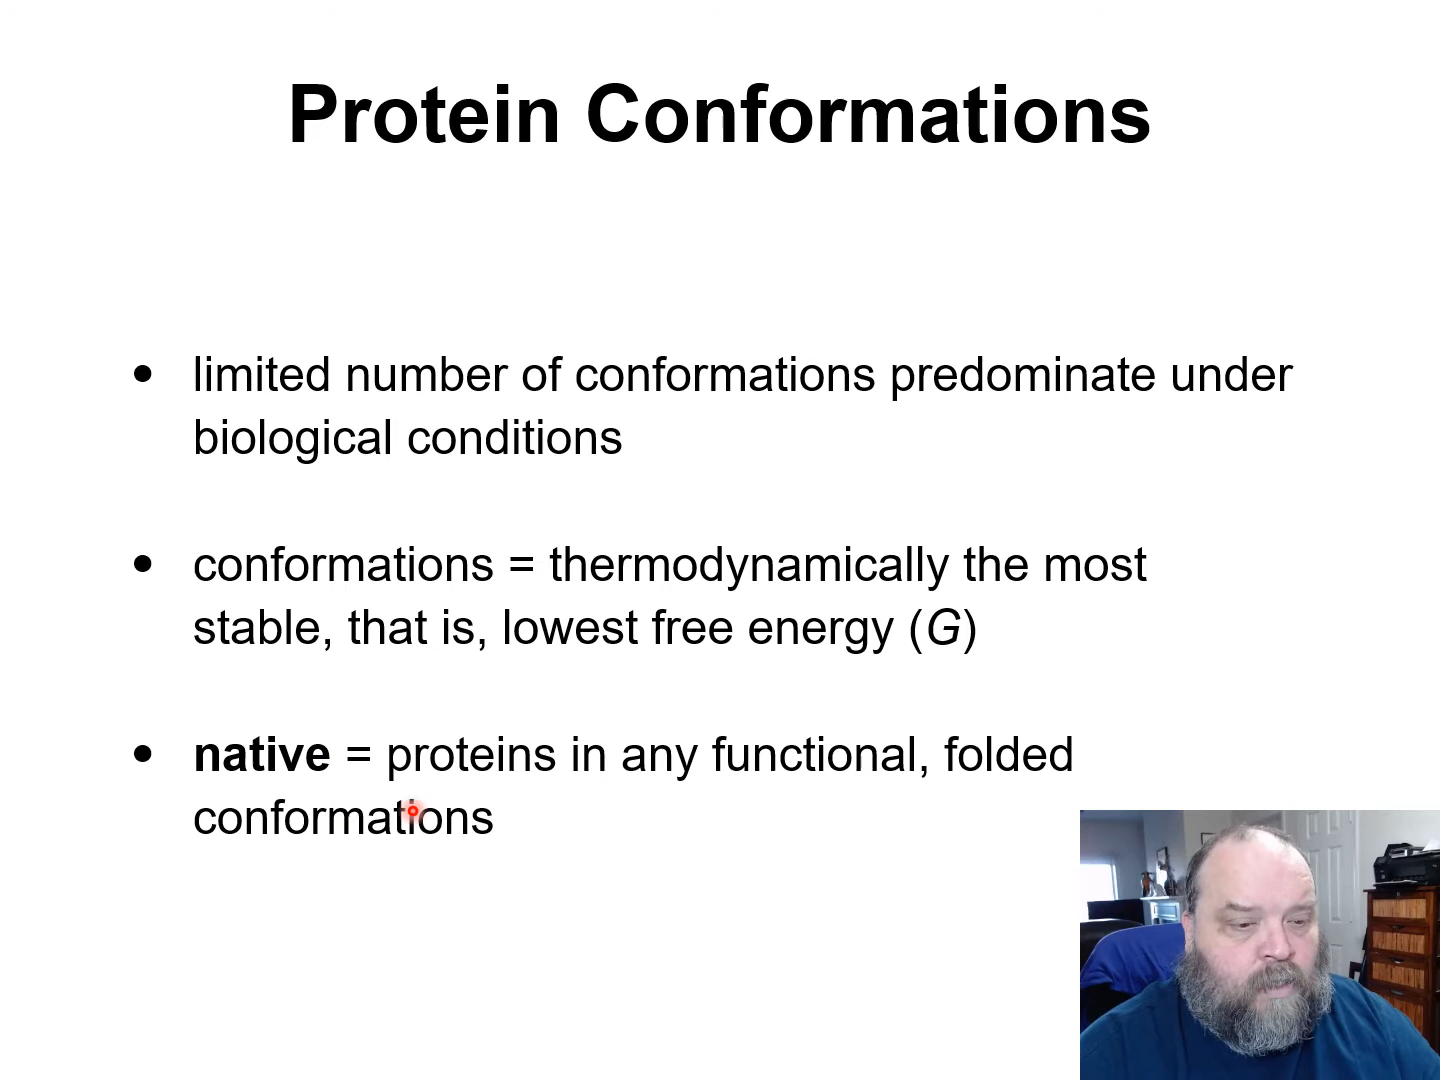 Protein Conformations
• limited number of conformations predominate under
biological conditions
• conformations = thermodynamically the most
stable, that is, lowest free energy (G)
• native = proteins in any functional, folded
conformations